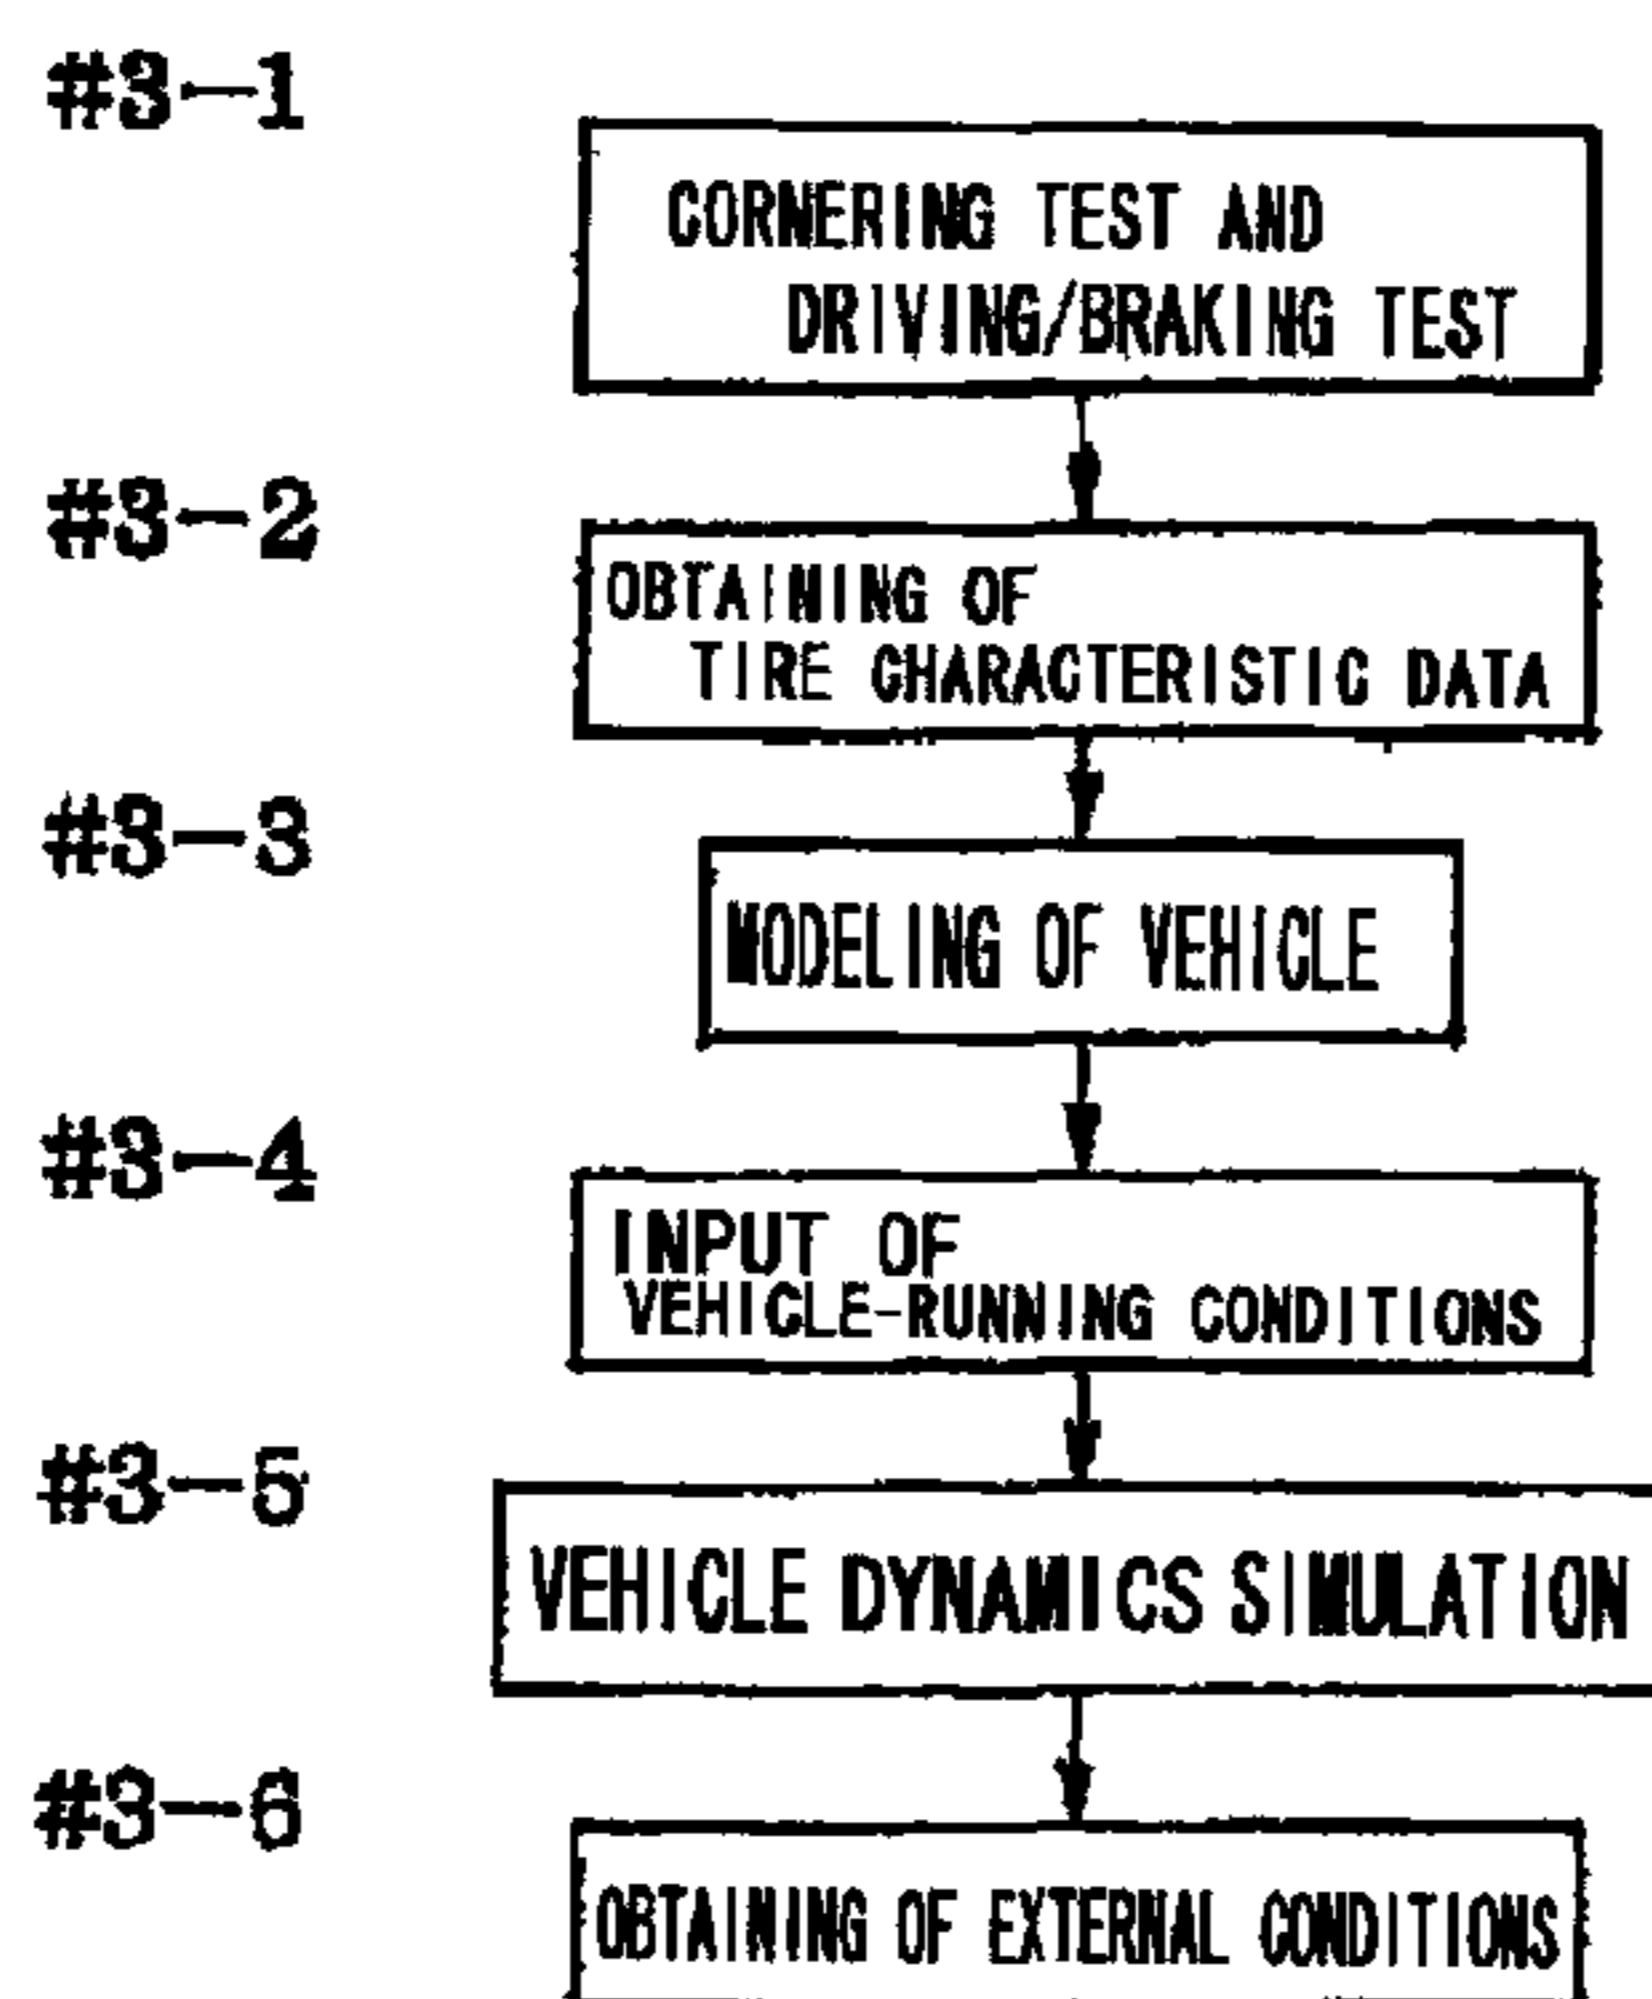 #3-1
CORNERING TEST AND
DRIVING/BRAKING TEST
#3-2
OBTAINING OF
TIRE CHARACTERISTIC DATA
#3-3
MODELING OF VEHICLE
#3-4
INPUT OF
VEHICLE-RUNNING CONDITIONS
#3-5
VEHICLE DYNAMICS SIMULATION
#3-6
OBTAINING OF EXTERNAL CONDITIONS